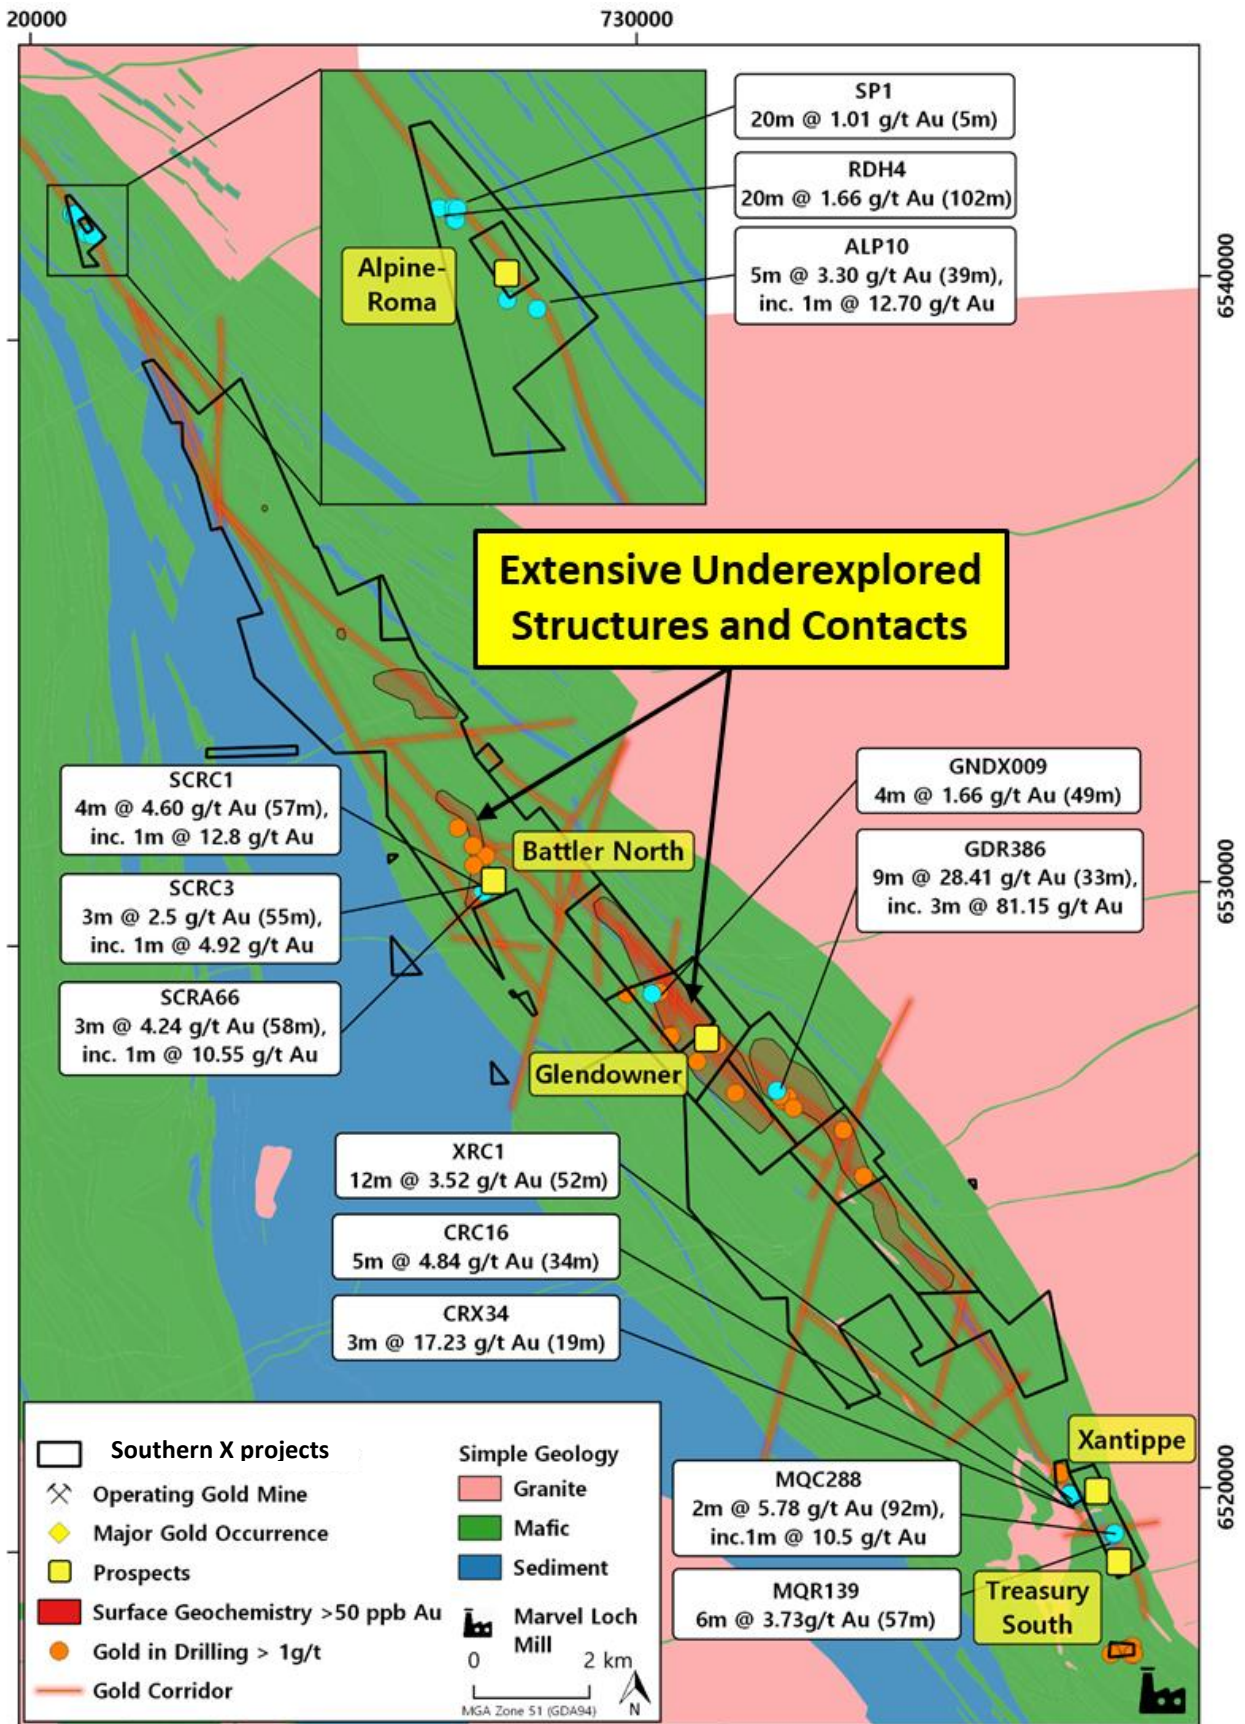 20000
730000
SP1
20m @ 1.01 g/t Au (5m)
RDH4
20m @ 1.66 g/t Au (102m)
ALP10
5m @ 3.30 g/t Au (39m),
inc. 1m @ 12.70 g/t Au
Alpine-
Roma
6540000
Extensive Underexplored
Structures and Contacts
SCRC1
4m @ 4.60 g/t Au (57m),
inc. 1m @ 12.8 g/t Au
GNDX009
4m @ 1.66 g/t Au (49m)
Battler North
GDR386
9m @ 28.41 g/t Au (33m),
inc. 3m @ 81.15 g/t Au
6530000
SCRC3
3m @ 2.5 g/t Au (55m),
inc. 1m @ 4.92 g/t Au
SCRA66
3m @ 4.24 g/t Au (58m),
inc. 1m @ 10.55 g/t Au
Glendowner
XRC1
12m @ 3.52 g/t Au (52m)
CRC16
5m @ 4.84 g/t Au (34m)
CRX34
3m @ 17.23 g/t Au (19m)
Xantippe
6520000
MQC288
2m @ 5.78 g/t Au (92m),
inc.1m @ 10.5 g/t Au
MQR139
6m @ 3.73g/t Au (57m)
Treasury
South
Southern X projects
Operating Gold Mine
Major Gold Occurrence
Prospects
Surface Geochemistry >50 ppb Au
Gold in Drilling > 1g/t
Gold Corridor
Simple Geology
Granite
Mafic
Sediment
Marvel Loch
Mill
0 2 km
MGA Zone 51 (GDA94)
N